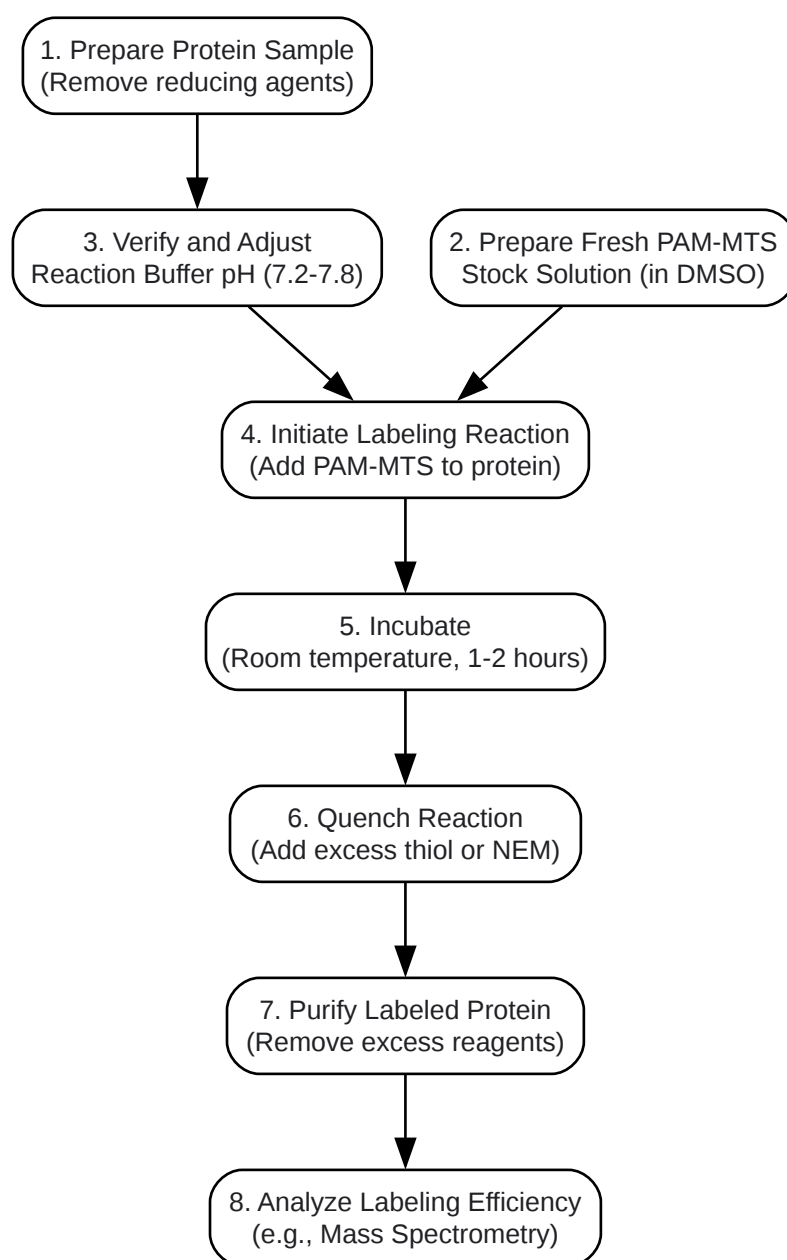 1. Prepare Protein Sample
(Remove reducing agents)
3. Verify and Adjust
Reaction Buffer pH (7.2-7.8)
2. Prepare Fresh PAM-MTS
Stock Solution (in DMSO)
4. Initiate Labeling Reaction
(Add PAM-MTS to protein)
5. Incubate
(Room temperature, 1-2 hours)
6. Quench Reaction
(Add excess thiol or NEM)
7. Purify Labeled Protein
(Remove excess reagents)
8. Analyze Labeling Efficiency
(e.g., Mass Spectrometry)